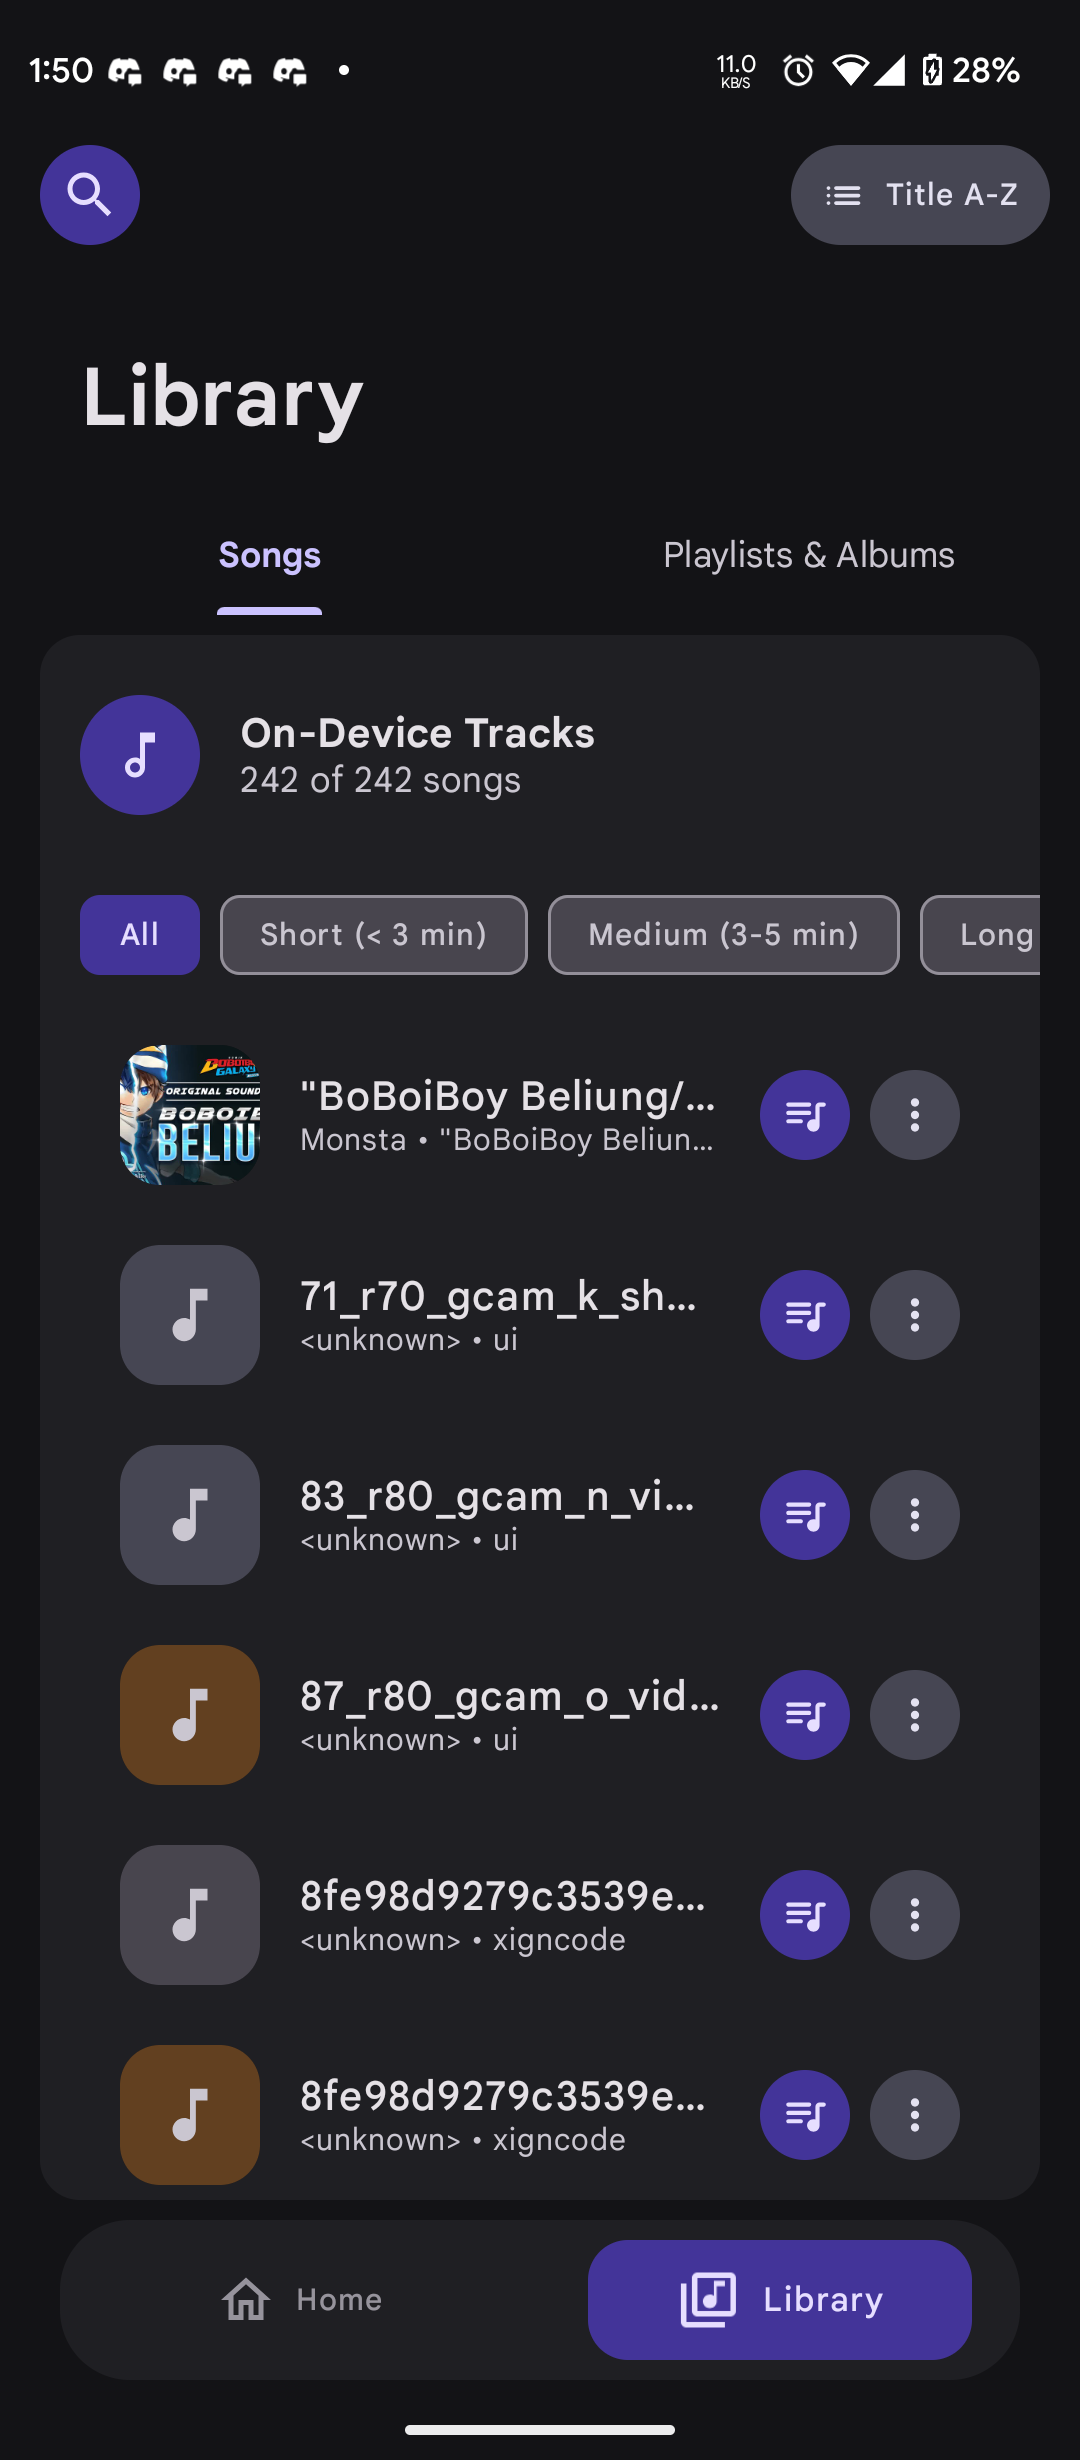 1:50
11.0
KB/S
28%
Title A-Z
Library
Songs
Playlists & Albums
On-Device Tracks
242 of 242 songs
All
Short (< 3 min)
Medium (3-5 min)
Long
BOBOIBOY
GALAXY
ORIGINAL SOUND
BOBOIB
BELIU
"BoBoiBoy Beliung/...
Monsta • "BoBoiBoy Beliun...
71_r70_gcam_k_sh...
<unknown> • ui
83_r80_gcam_n_vi...
<unknown> • ui
87_r80_gcam_o_vid...
<unknown> • ui
8fe98d9279c3539e...
<unknown> • xigncode
8fe98d9279c3539e...
<unknown> • xigncode
Home
Library